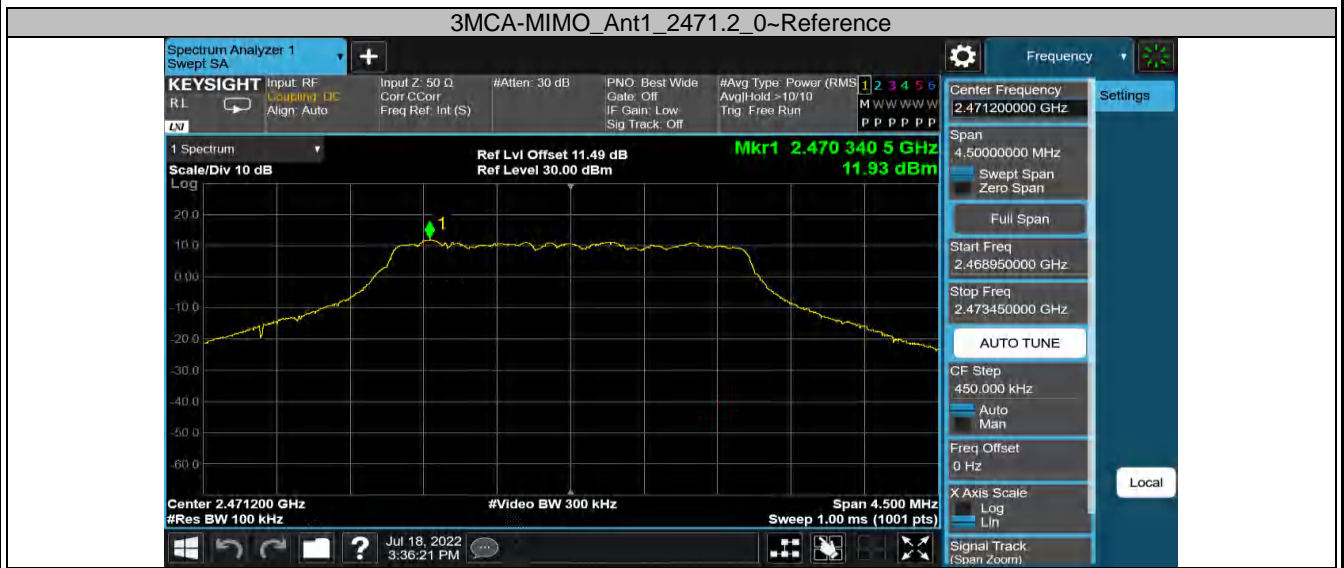 3MCA-MIMO_Ant1_2471.2_0~Reference
Spectrum Analyzer 1
Swept SA
+
Frequency
KEYSIGHT
RL
LXI
Input: RF
Coupling: DC
Align: Auto
Input Z: 50 Ω
Corr CCorr
Freq Ref: Int (S)
#Atten: 30 dB
PNO: Best Wide
Gate: Off
IF Gain: Low
Sig Track: Off
#Avg Type: Power (RMS
Avg|Hold:>10/10
Trig: Free Run
1 2 3 4 5 6
M W W W W W
P P P P P P
1 Spectrum
Scale/Div 10 dB
Log
Ref Lvl Offset 11.49 dB
Ref Level 30.00 dBm
Mkr1 2.470 340 5 GHz
11.93 dBm
20.0
10.0
0.00
-10.0
-20.0
-30.0
-40.0
-50.0
-60.0
1
Center 2.471200 GHz
#Res BW 100 kHz
#Video BW 300 kHz
Span 4.500 MHz
Sweep 1.00 ms (1001 pts)
Jul 18, 2022
3:36:21 PM
?
Center Frequency
2.471200000 GHz
Settings
Span
4.50000000 MHz
Swept Span
Zero Span
Full Span
Start Freq
2.468950000 GHz
Stop Freq
2.473450000 GHz
AUTO TUNE
CF Step
450.000 kHz
Auto
Man
Freq Offset
0 Hz
X Axis Scale
Log
Lin
Local
Signal Track
(Span Zoom)